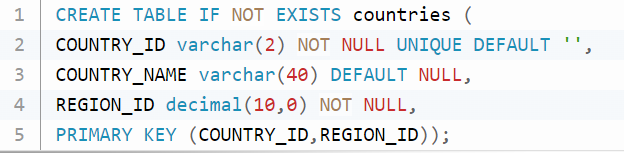 1 CREATE TABLE IF NOT EXISTS countries (
2 COUNTRY_ID varchar(2) NOT NULL UNIQUE DEFAULT '',
3 COUNTRY_NAME varchar(40) DEFAULT NULL,
4 REGION_ID decimal(10,0) NOT NULL,
5 PRIMARY KEY (COUNTRY_ID,REGION_ID));